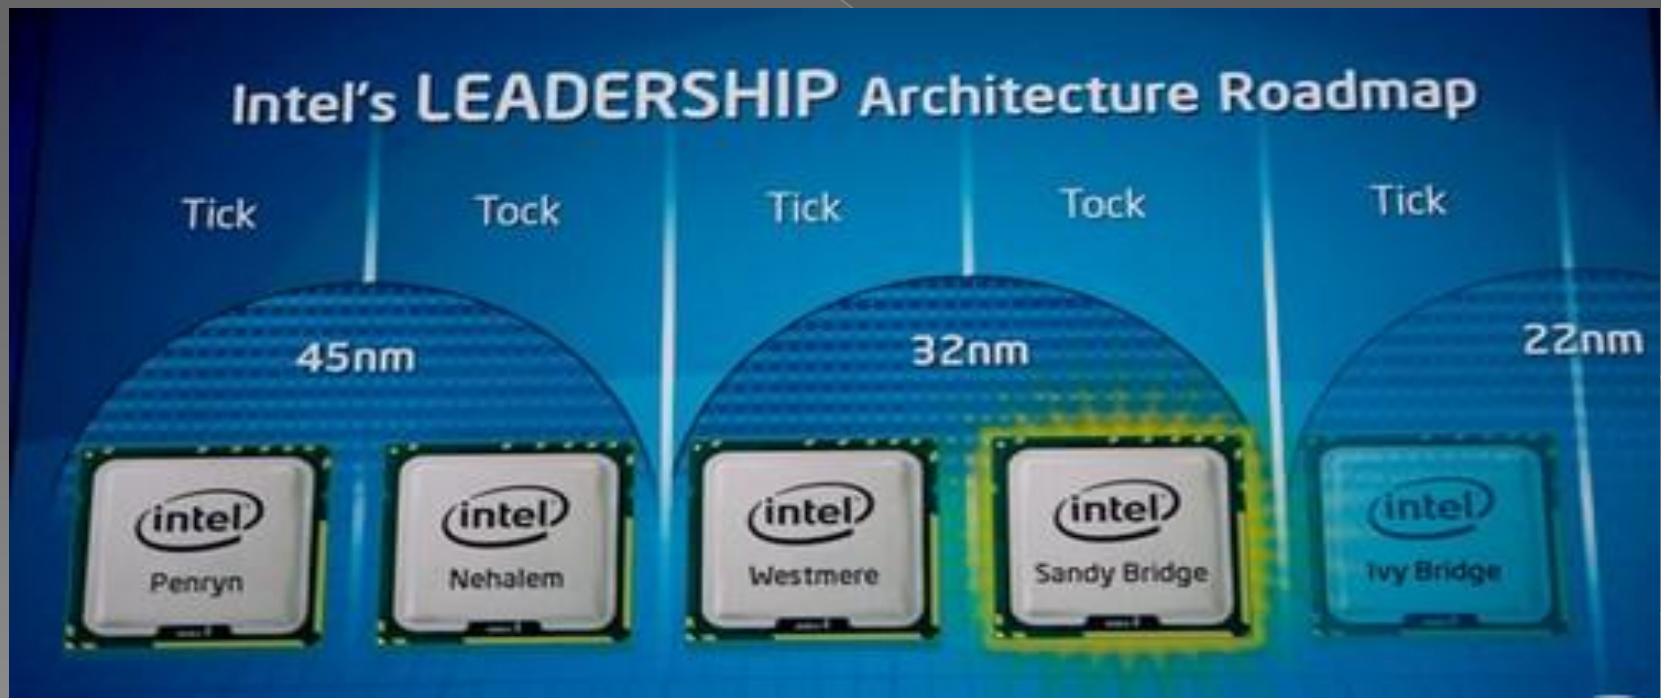 Intel's LEADERSHIP Architecture Roadmap
Tick Tock Tick Tock Tick
45nm 32nm 22nm
intel intel intel intel intel
Penryn Nehalem Westmere Sandy Bridge Ivy Bridge